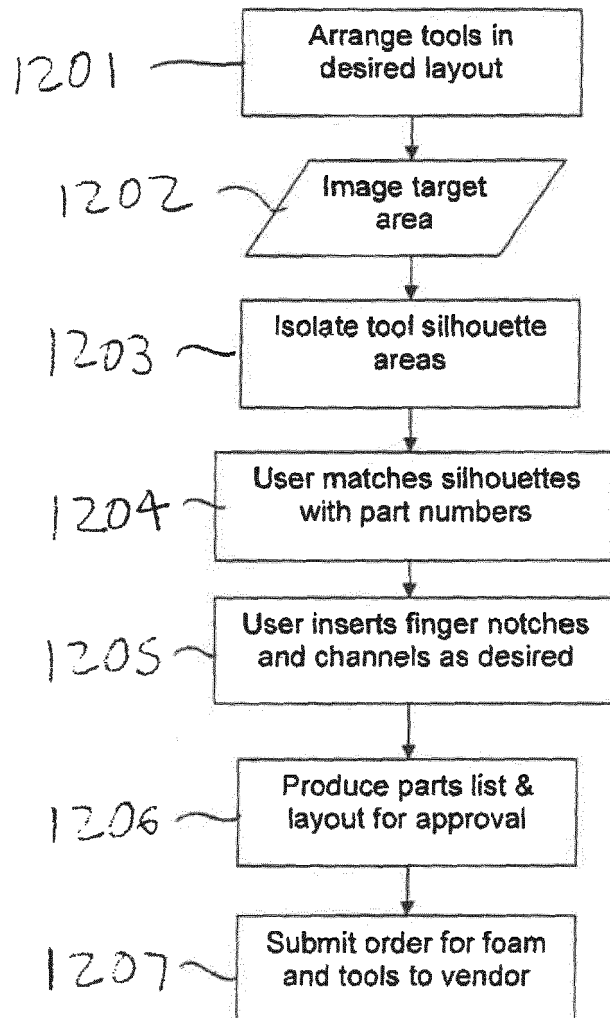 1201
Arrange tools in
desired layout
1202
Image target
area
1203
Isolate tool silhouette
areas
1204
User matches silhouettes
with part numbers
1205
User inserts finger notches
and channels as desired
1206
Produce parts list &
layout for approval
1207
Submit order for foam
and tools to vendor